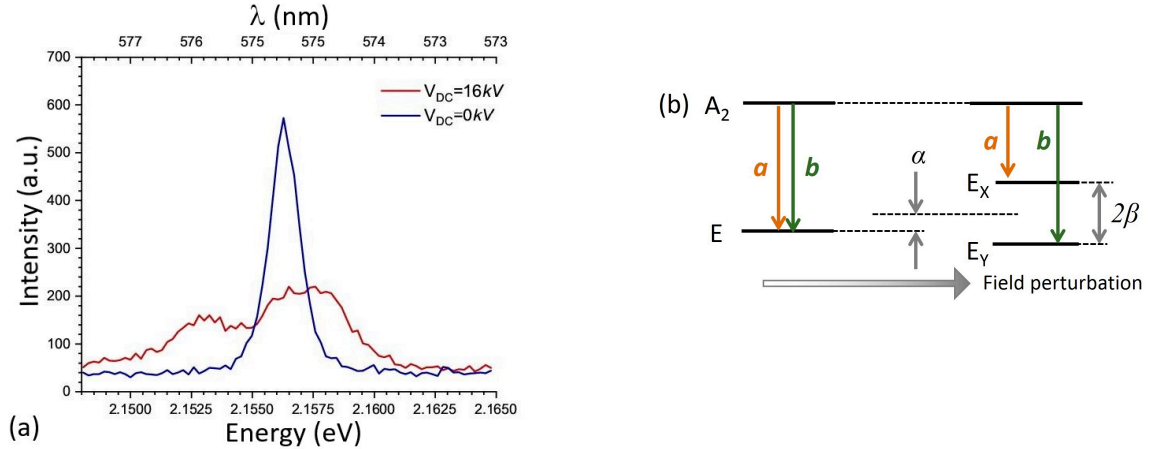 λ (nm)
577 576 575 575 574 573 573
700
600
500
400
300
200
100
0
Intensity (a.u.)
V_DC=16kV
V_DC=0kV
2.1500 2.1525 2.1550 2.1575 2.1600 2.1625 2.1650
Energy (eV)
(a)
(b) A₂
a b
a b
α
E
E_X
E_Y
2β
Field perturbation